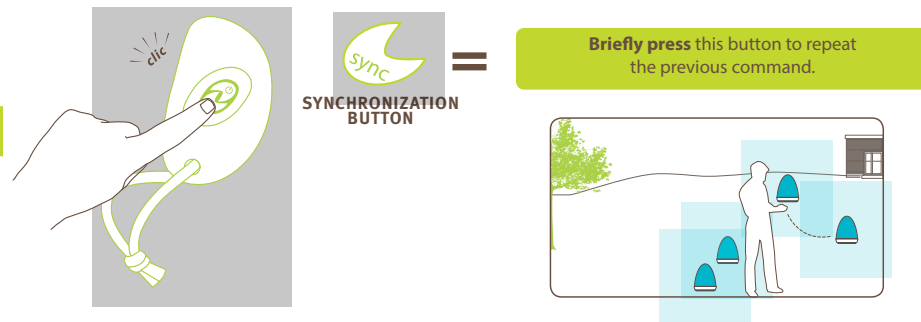 clic
sync
SYNCHRONIZATION
BUTTON
Briefly press this button to repeat
the previous command.